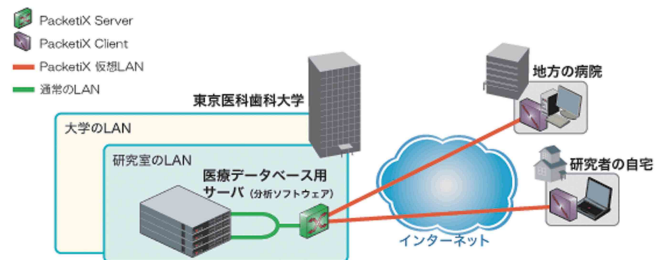 PacketiX Server
PacketiX Client
PacketiX 仮想LAN
通常のLAN
東京医科歯科大学
大学のLAN
研究室のLAN
医療データベース用
サーバ（分析ソフトウェア）
インターネット
地方の病院
研究者の自宅